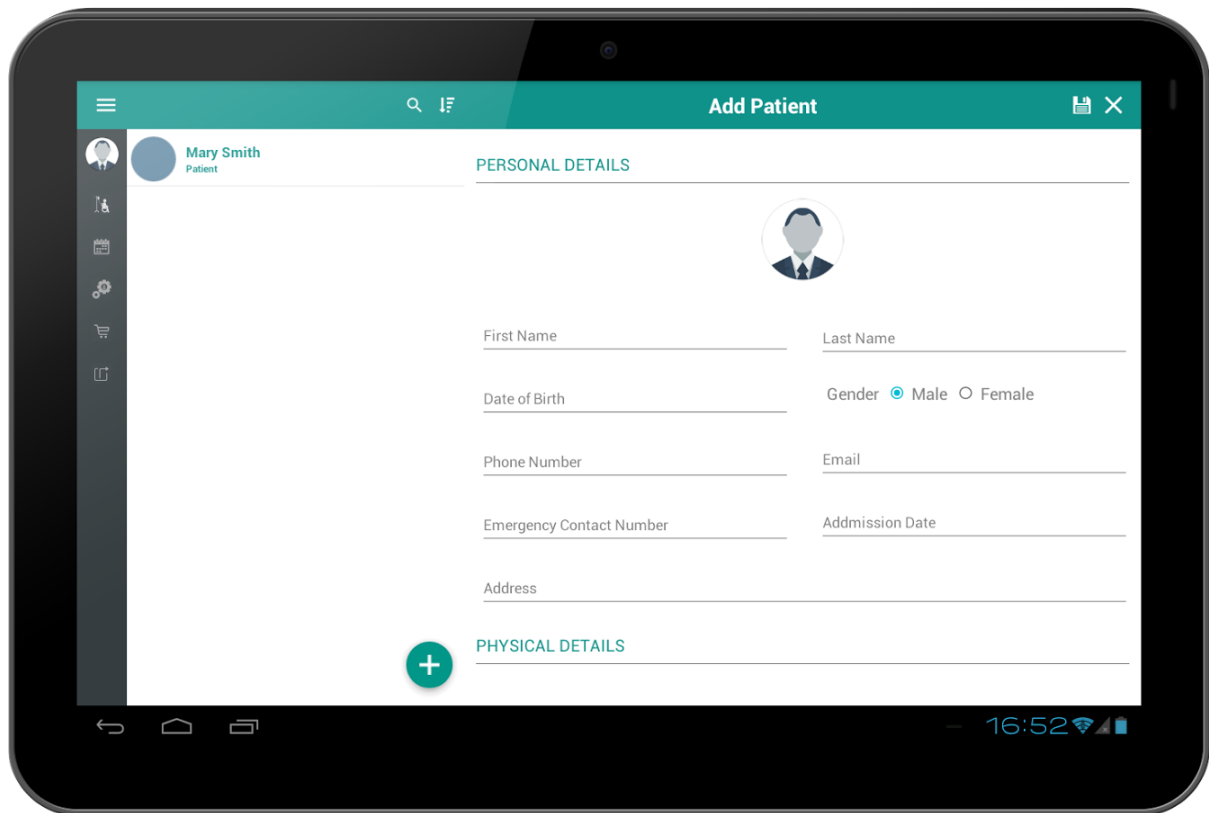 Add Patient
Mary Smith
Patient
PERSONAL DETAILS
First Name
Last Name
Date of Birth
Gender Male Female
Phone Number
Email
Emergency Contact Number
Addmission Date
Address
PHYSICAL DETAILS
16:52